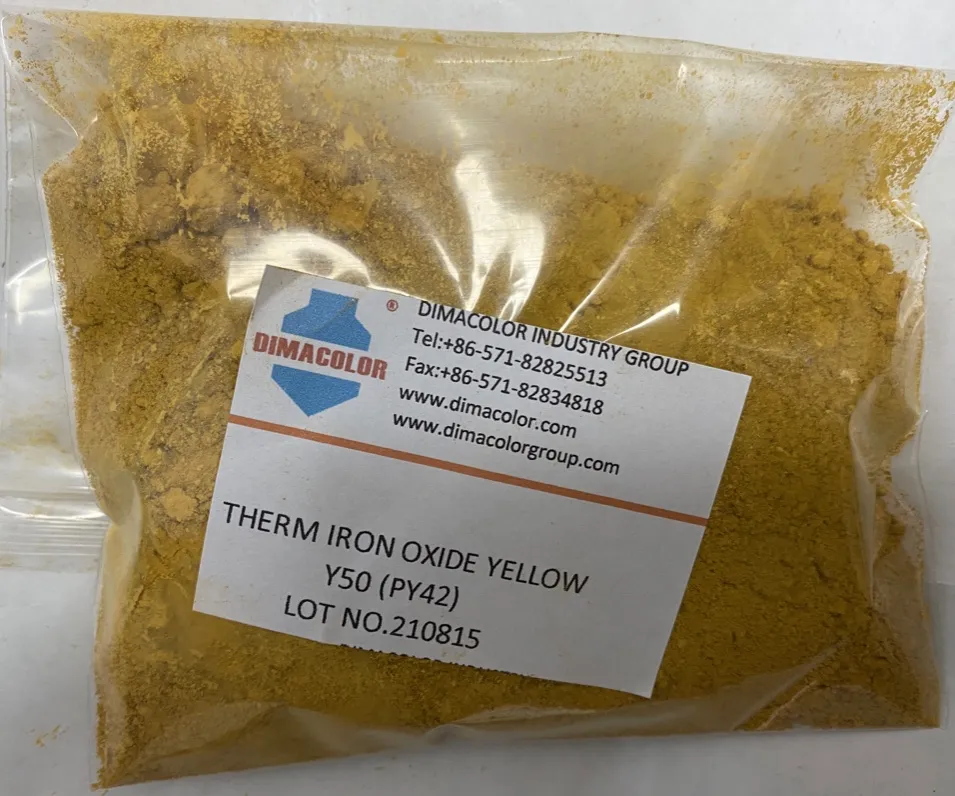 DIMACOLOR
®
DIMACOLOR INDUSTRY GROUP
Tel:+86-571-82825513
Fax:+86-571-82834818
www.dimacolor.com
www.dimacolorgroup.com
THERM IRON OXIDE YELLOW
Y50 (PY42)
LOT NO.210815